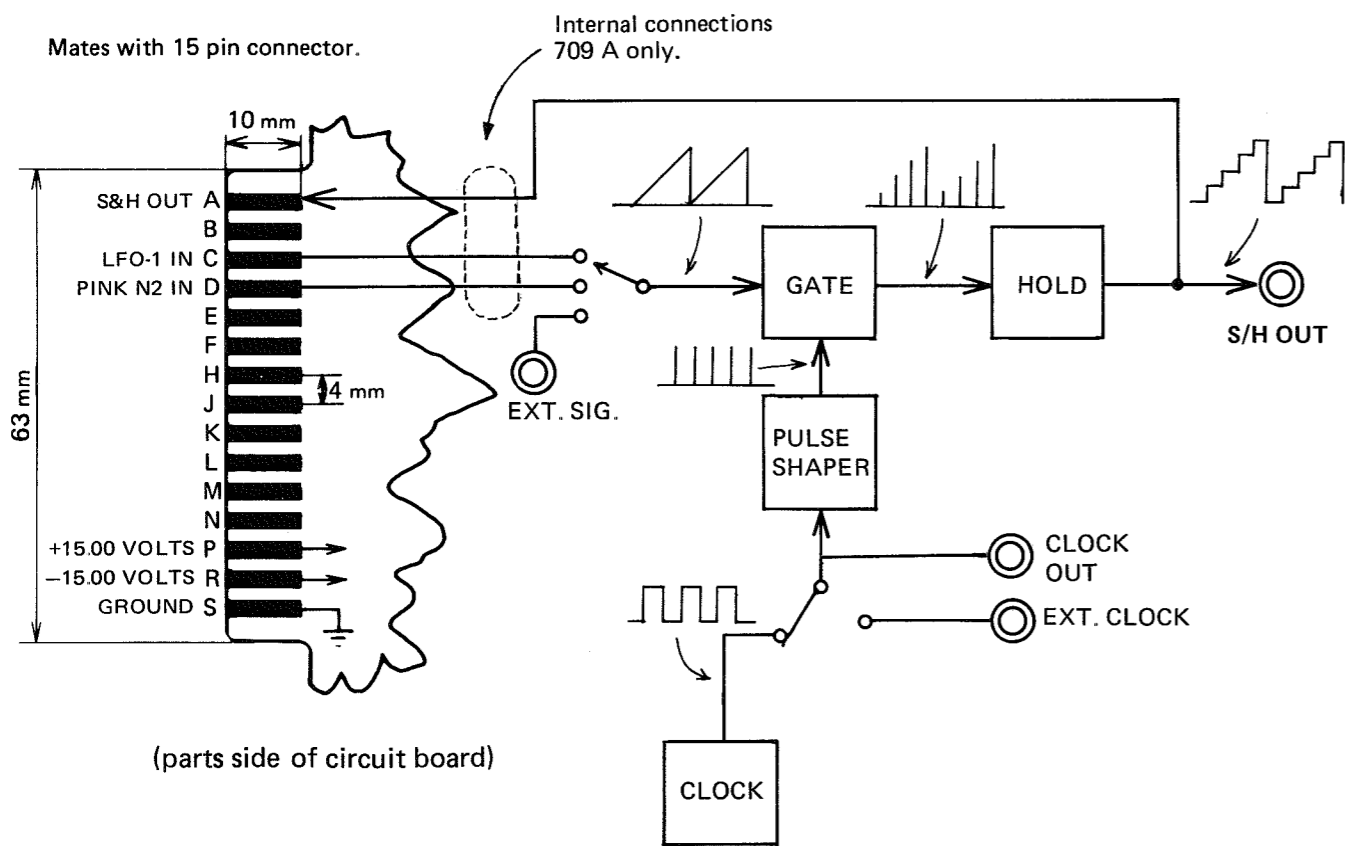 Mates with 15 pin connector.
Internal connections
709 A only.
10 mm
63 mm
S&H OUT A
B
LFO-1 IN C
PINK N2 IN D
E
F
H
J
K
L
M
N
+15.00 VOLTS P
−15.00 VOLTS R
GROUND S
4 mm
EXT. SIG.
GATE
HOLD
S/H OUT
PULSE
SHAPER
CLOCK
OUT
EXT. CLOCK
CLOCK
(parts side of circuit board)